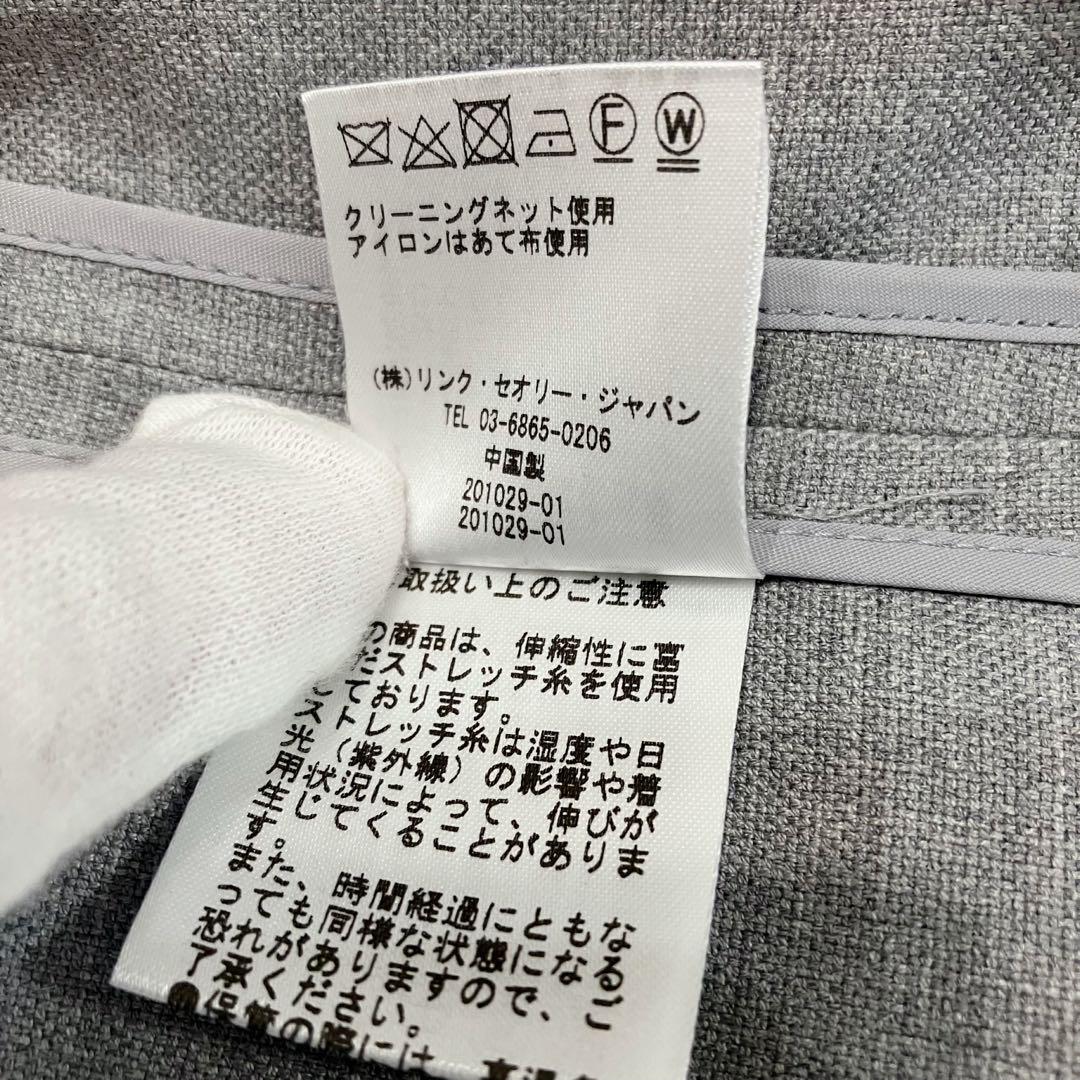 F W
クリーニングネット使用
アイロンはあて布使用
(株)リンク・セオリー・ジャパン
TEL 03-6865-0206
中国製
201029-01
201029-01
取扱い上のご注意
の商品は、伸縮性に富
だストレッチ糸を使用
ております。
ストレッチ糸は湿度や日
光(紫外線)の影響や着
用状況によって、伸びが
生じてくることがありま
す。
また、時間経過にともな
っても同様な状態になる
恐れがありますので、ご
了承ください。
保管の際には、高温